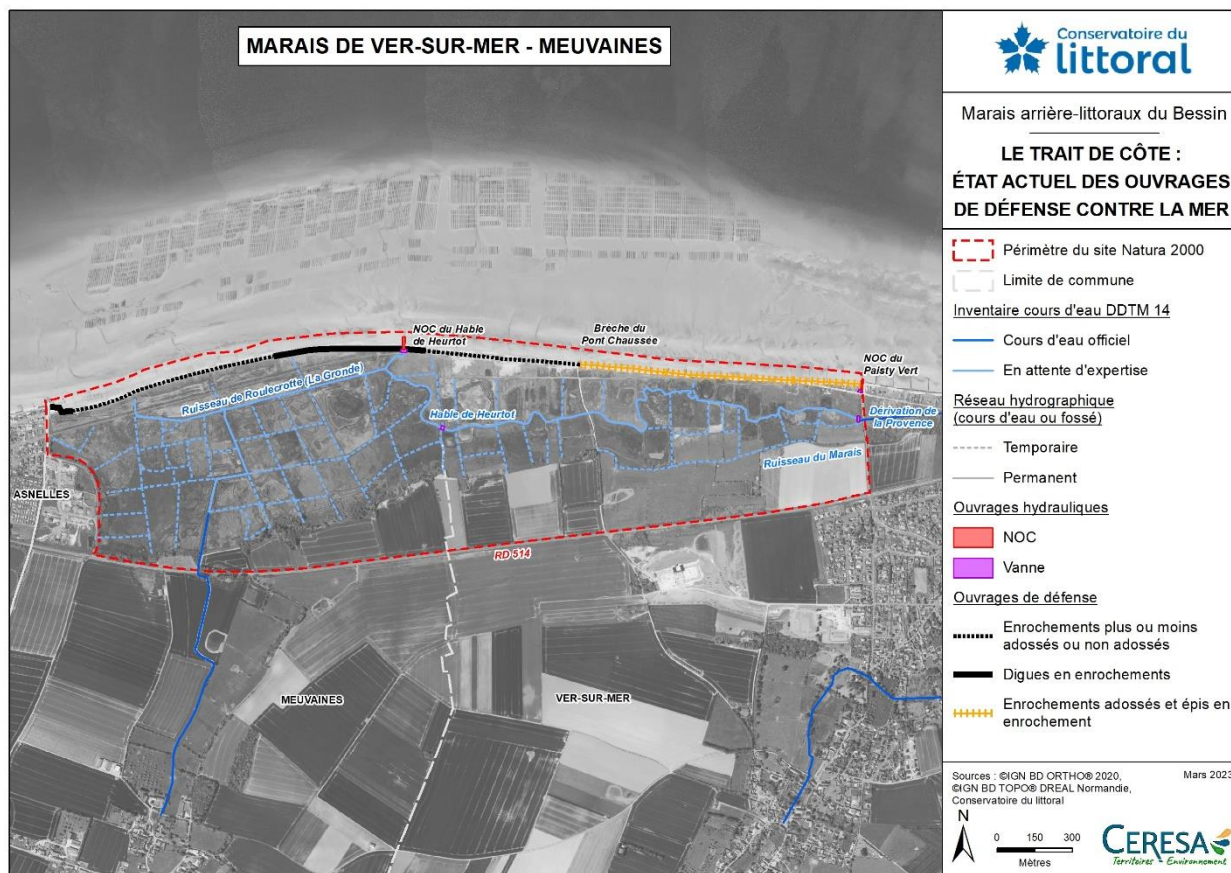 MARAIS DE VER-SUR-MER - MEUVAINES
NOC du Hable
de Heurtot
Brèche du
Pont Chaussée
NOC du
Paisty Vert
Ruisseau de Roulecrotte (La Gronde)
Hable de Heurtot
Dérivation de
la Provence
Ruisseau du Marais
ASNELLES
RD 514
MEUVAINES
VER-SUR-MER
Conservatoire du
littoral
Marais arrière-littoraux du Bessin
LE TRAIT DE CÔTE :
ÉTAT ACTUEL DES OUVRAGES
DE DÉFENSE CONTRE LA MER
Périmètre du site Natura 2000
Limite de commune
Inventaire cours d'eau DDTM 14
Cours d'eau officiel
En attente d'expertise
Réseau hydrographique
(cours d'eau ou fossé)
Temporaire
Permanent
Ouvrages hydrauliques
NOC
Vanne
Ouvrages de défense
Enrochements plus ou moins
adossés ou non adossés
Digues en enrochements
Enrochements adossés et épis en
enrochement
Sources : ©IGN BD ORTHO® 2020,
©IGN BD TOPO® DREAL Normandie,
Conservatoire du littoral
Mars 2023
N
0 150 300
Mètres
CERESA
Territoires - Environnement